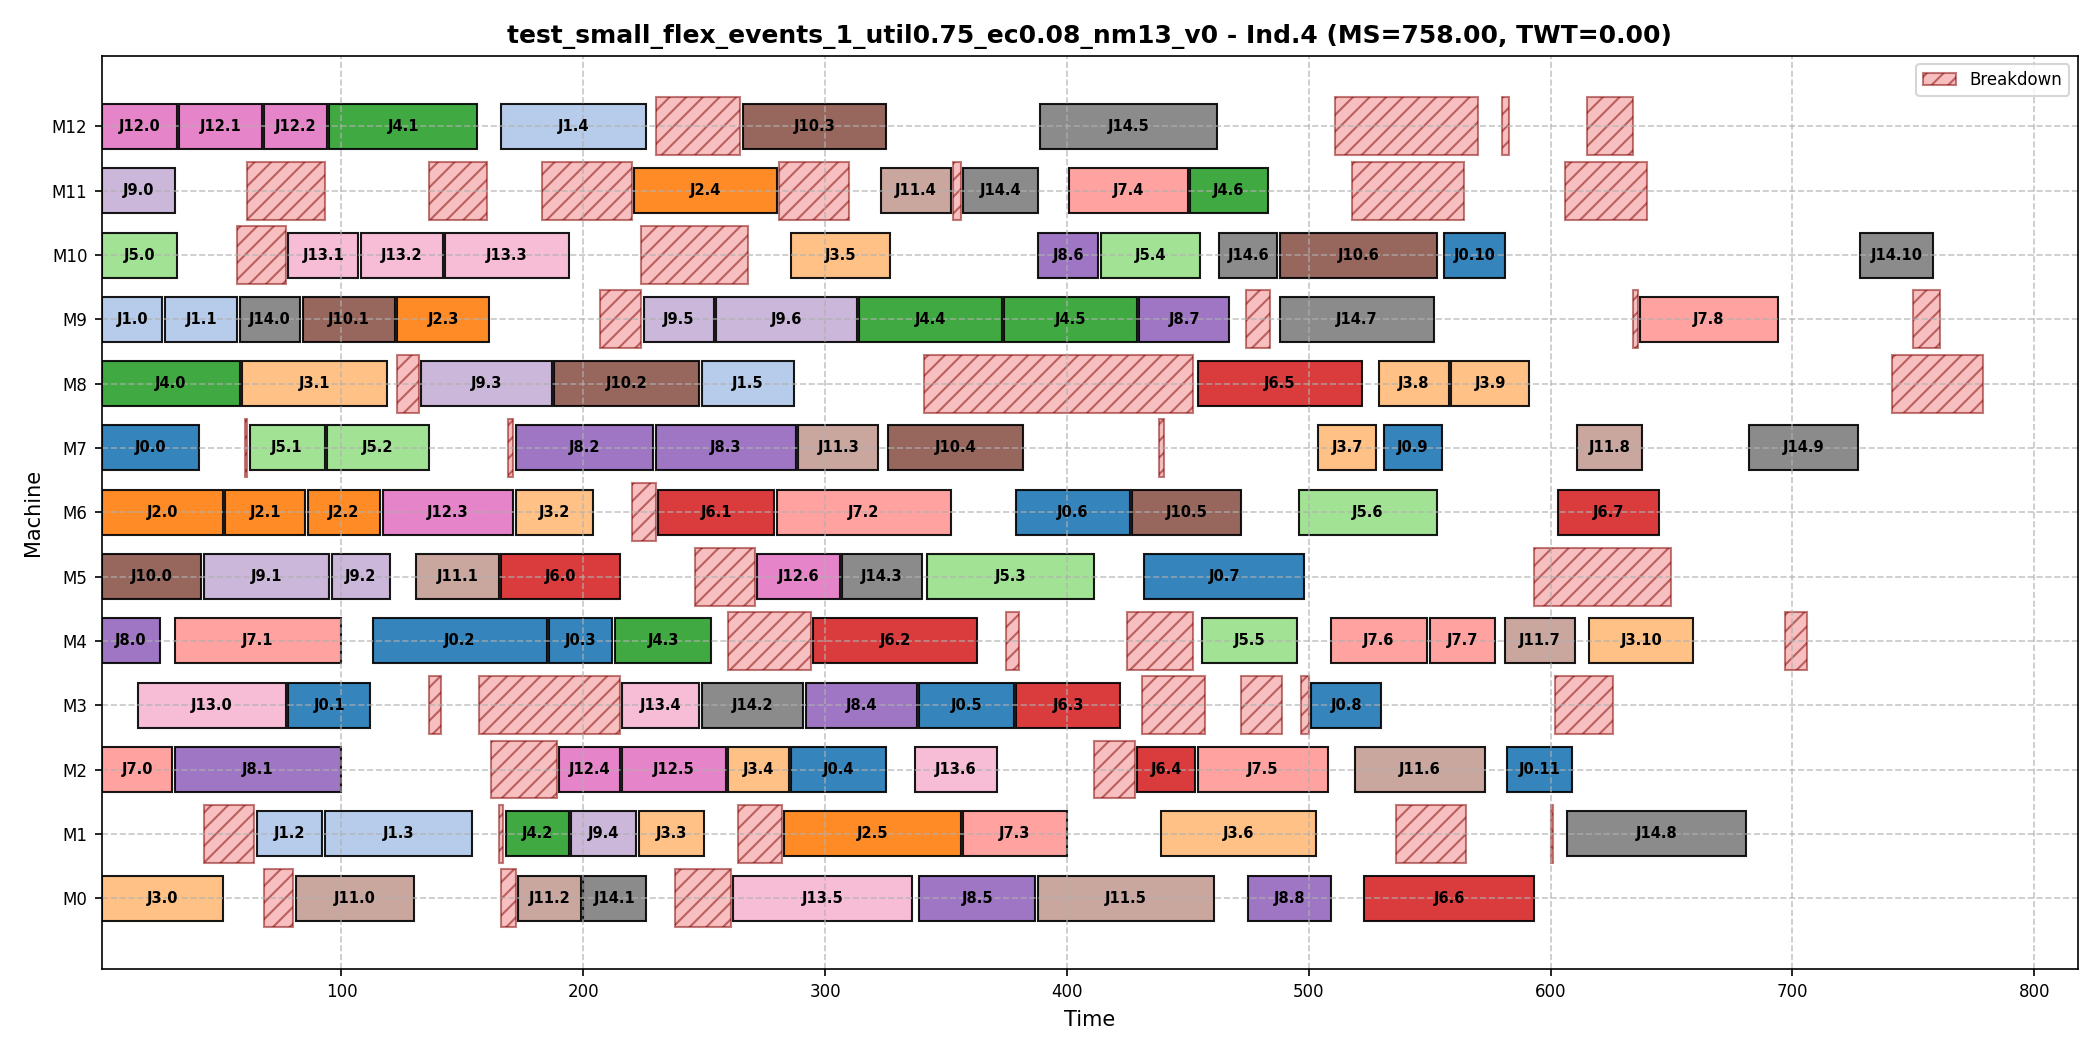 test_small_flex_events_1_util0.75_ec0.08_nm13_v0 - Ind.4 (MS=758.00, TWT=0.00)
Breakdown
M12 J12.0 J12.1 J12.2 J4.1 J1.4 J10.3 J14.5
M11 J9.0 J2.4 J11.4 J14.4 J7.4 J4.6
M10 J5.0 J13.1 J13.2 J13.3 J3.5 J8.6 J5.4 J14.6 J10.6 J0.10 J14.10
M9 J1.0 J1.1 J14.0 J10.1 J2.3 J9.5 J9.6 J4.4 J4.5 J8.7 J14.7 J7.8
M8 J4.0 J3.1 J9.3 J10.2 J1.5 J6.5 J3.8 J3.9
M7 J0.0 J5.1 J5.2 J8.2 J8.3 J11.3 J10.4 J3.7 J0.9 J11.8 J14.9
M6 J2.0 J2.1 J2.2 J12.3 J3.2 J6.1 J7.2 J0.6 J10.5 J5.6 J6.7
M5 J10.0 J9.1 J9.2 J11.1 J6.0 J12.6 J14.3 J5.3 J0.7
M4 J8.0 J7.1 J0.2 J0.3 J4.3 J6.2 J5.5 J7.6 J7.7 J11.7 J3.10
M3 J13.0 J0.1 J13.4 J14.2 J8.4 J0.5 J6.3 J0.8
M2 J7.0 J8.1 J12.4 J12.5 J3.4 J0.4 J13.6 J6.4 J7.5 J11.6 J0.11
M1 J1.2 J1.3 J4.2 J9.4 J3.3 J2.5 J7.3 J3.6 J14.8
M0 J3.0 J11.0 J11.2 J14.1 J13.5 J8.5 J11.5 J8.8 J6.6
Machine
100 200 300 400 500 600 700 800
Time